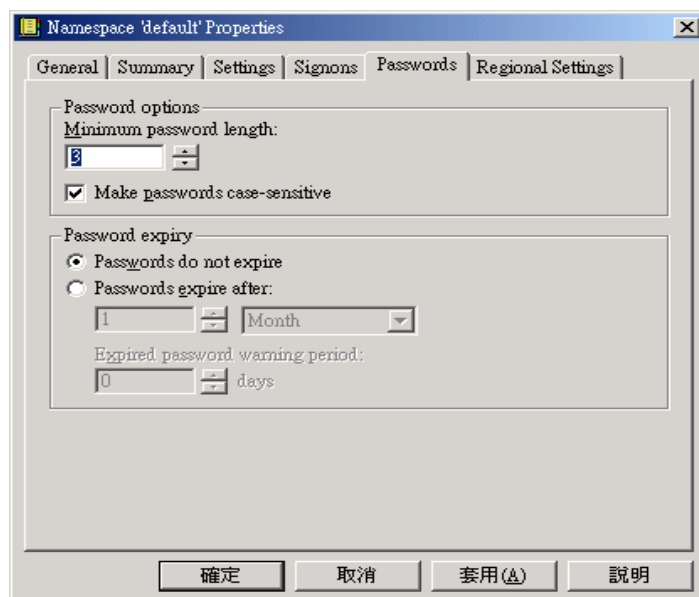 Namespace 'default' Properties
General Summary Settings Signons Passwords Regional Settings
Password options
Minimum password length:
3
Make passwords case-sensitive
Password expiry
Passwords do not expire
Passwords expire after:
1 Month
Expired password warning period:
0 days
確定 取消 套用(A) 說明